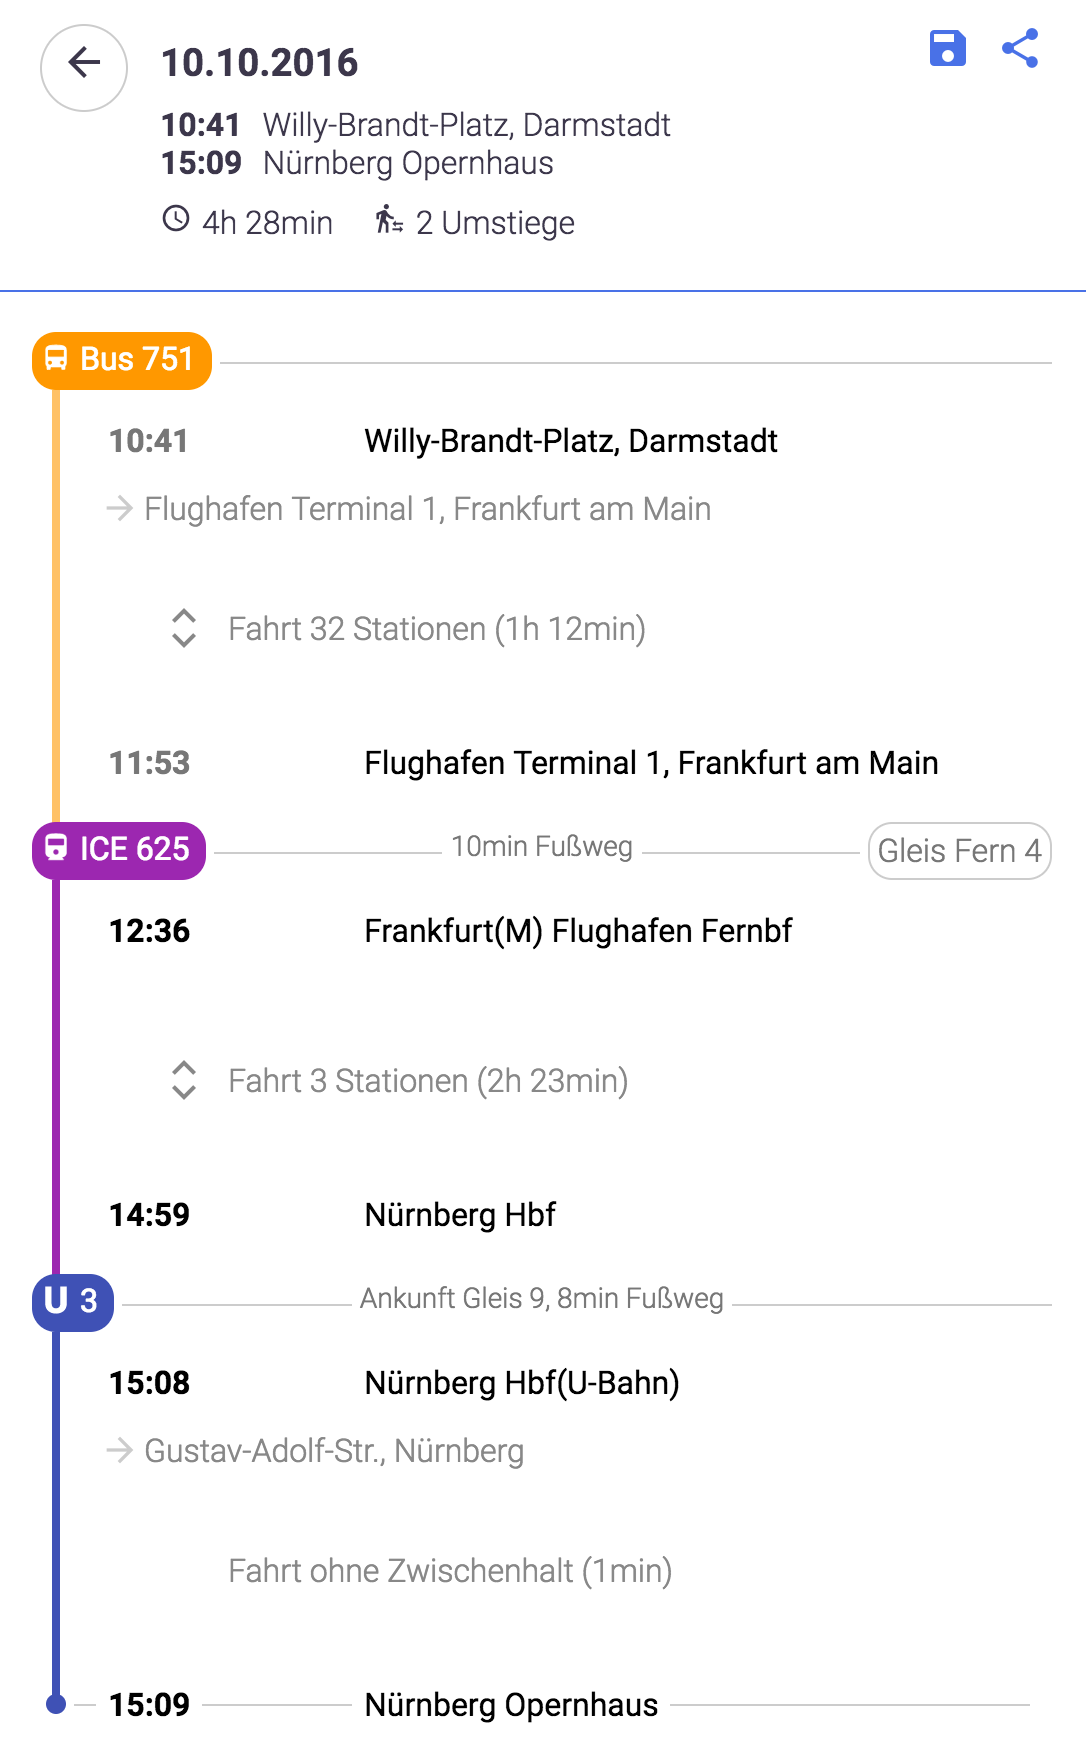 10.10.2016
10:41 Willy-Brandt-Platz, Darmstadt
15:09 Nürnberg Opernhaus
4h 28min 2 Umstiege
Bus 751
10:41 Willy-Brandt-Platz, Darmstadt
→ Flughafen Terminal 1, Frankfurt am Main
Fahrt 32 Stationen (1h 12min)
11:53 Flughafen Terminal 1, Frankfurt am Main
ICE 625 10min Fußweg Gleis Fern 4
12:36 Frankfurt(M) Flughafen Fernbf
Fahrt 3 Stationen (2h 23min)
14:59 Nürnberg Hbf
U 3 Ankunft Gleis 9, 8min Fußweg
15:08 Nürnberg Hbf(U-Bahn)
→ Gustav-Adolf-Str., Nürnberg
Fahrt ohne Zwischenhalt (1min)
15:09 Nürnberg Opernhaus